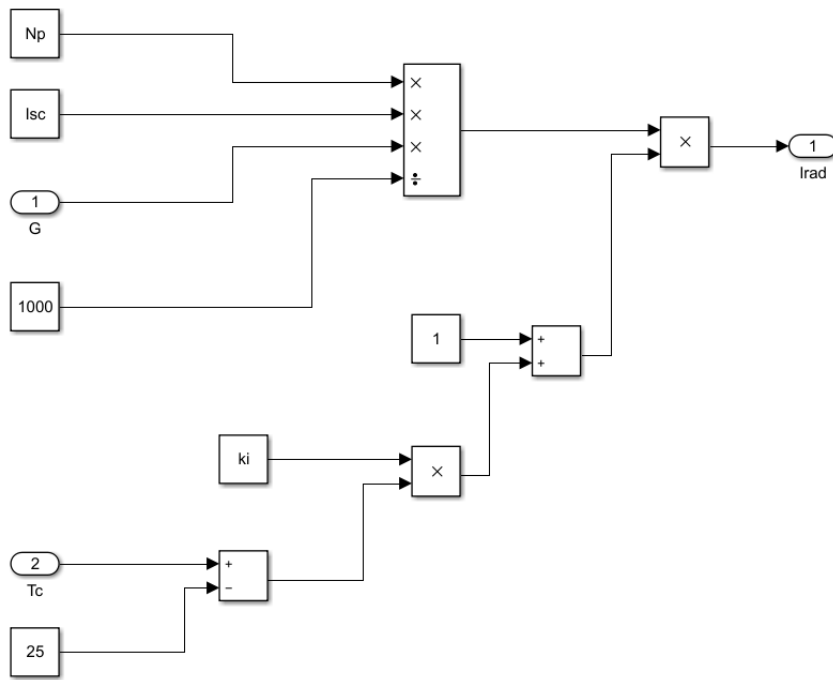 Np
×
Isc
×
×
÷
1
G
1000
×
1
Irad
1
+
+
ki
×
2
Tc
+
−
25